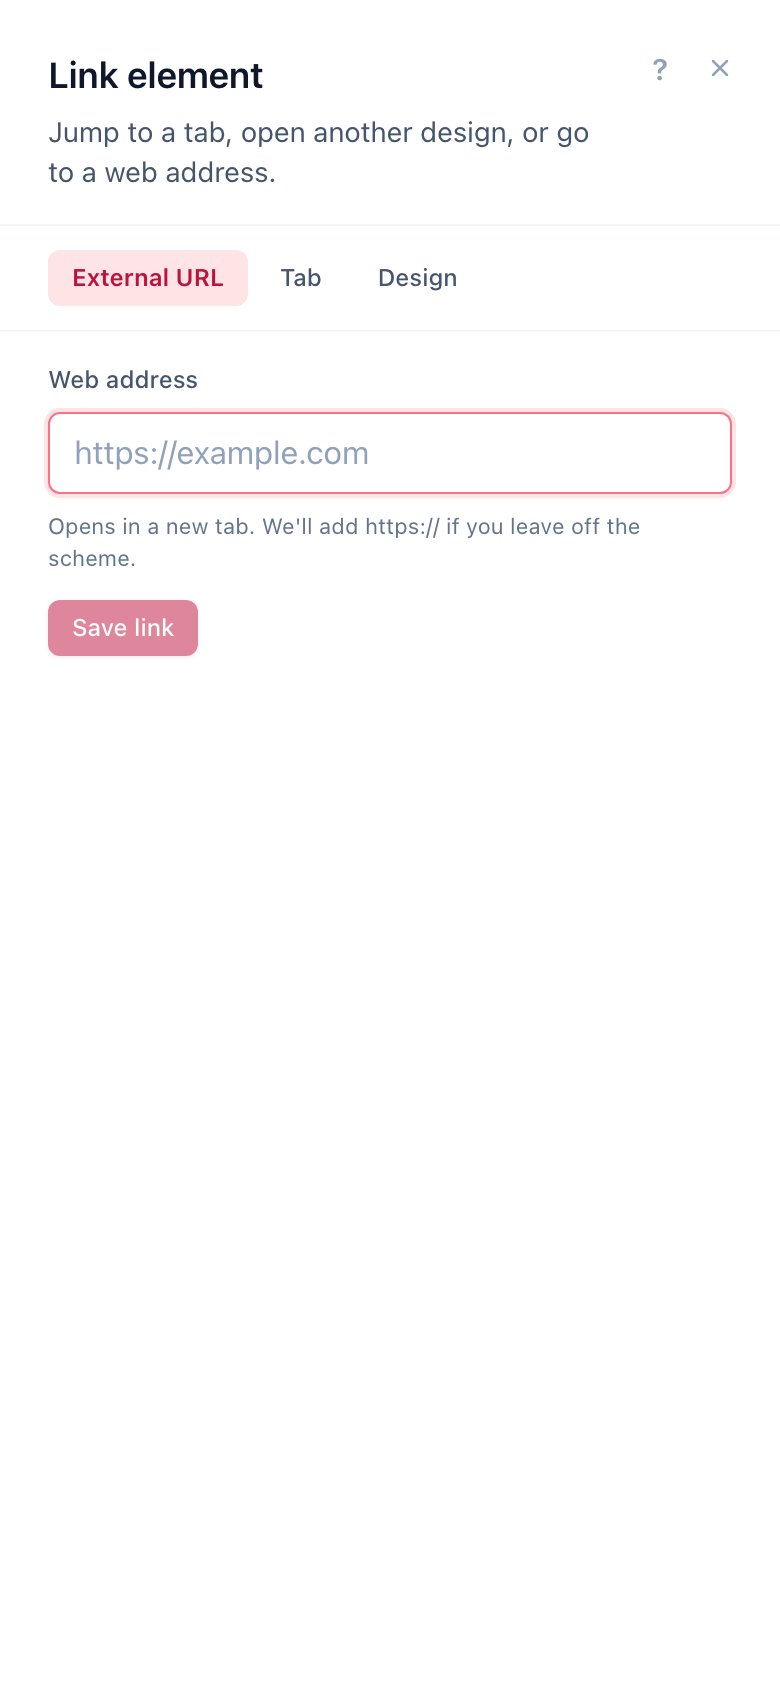 Link element
?
Jump to a tab, open another design, or go
to a web address.
External URL
Tab
Design
Web address
https://example.com
Opens in a new tab. We'll add https:// if you leave off the
scheme.
Save link